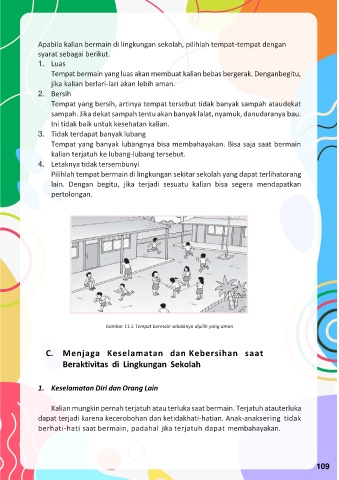 Apabila kalian bermain di lingkungan sekolah, pilihlah tempat-tempat dengan
syarat sebagai berikut.
1. Luas
Tempat bermain yang luas akan membuat kalian bebas bergerak. Denganbegitu,
jika kalian berlari-lari akan lebih aman.
2. Bersih
Tempat yang bersih, artinya tempat tersebut tidak banyak sampah ataudekat
sampah. Jika dekat sampah tentu akan banyak lalat, nyamuk, danudaranya bau.
Ini tidak baik untuk kesehatan kalian.
3. Tidak terdapat banyak lubang
Tempat yang banyak lubangnya bisa membahayakan. Bisa saja saat bermain
kalian terjatuh ke lubang-lubang tersebut.
4. Letaknya tidak tersembunyi
Pilihlah tempat bermain di lingkungan sekitar sekolah yang dapat terlihatorang
lain. Dengan begitu, jika terjadi sesuatu kalian bisa segera mendapatkan
pertolongan.
Gambar 11.5 Tempat bermain sebaiknya dipilih yang aman
C. Menjaga Keselamatan dan Kebersihan saat
Beraktivitas di Lingkungan Sekolah
1. Keselamatan Diri dan Orang Lain
Kalian mungkin pernah terjatuh atau terluka saat bermain. Terjatuh atauterluka
dapat terjadi karena kecerobohan dan ketidakhati-hatian. Anak-anaksering tidak
berhati-hati saat bermain, padahal jika terjatuh dapat membahayakan.
109